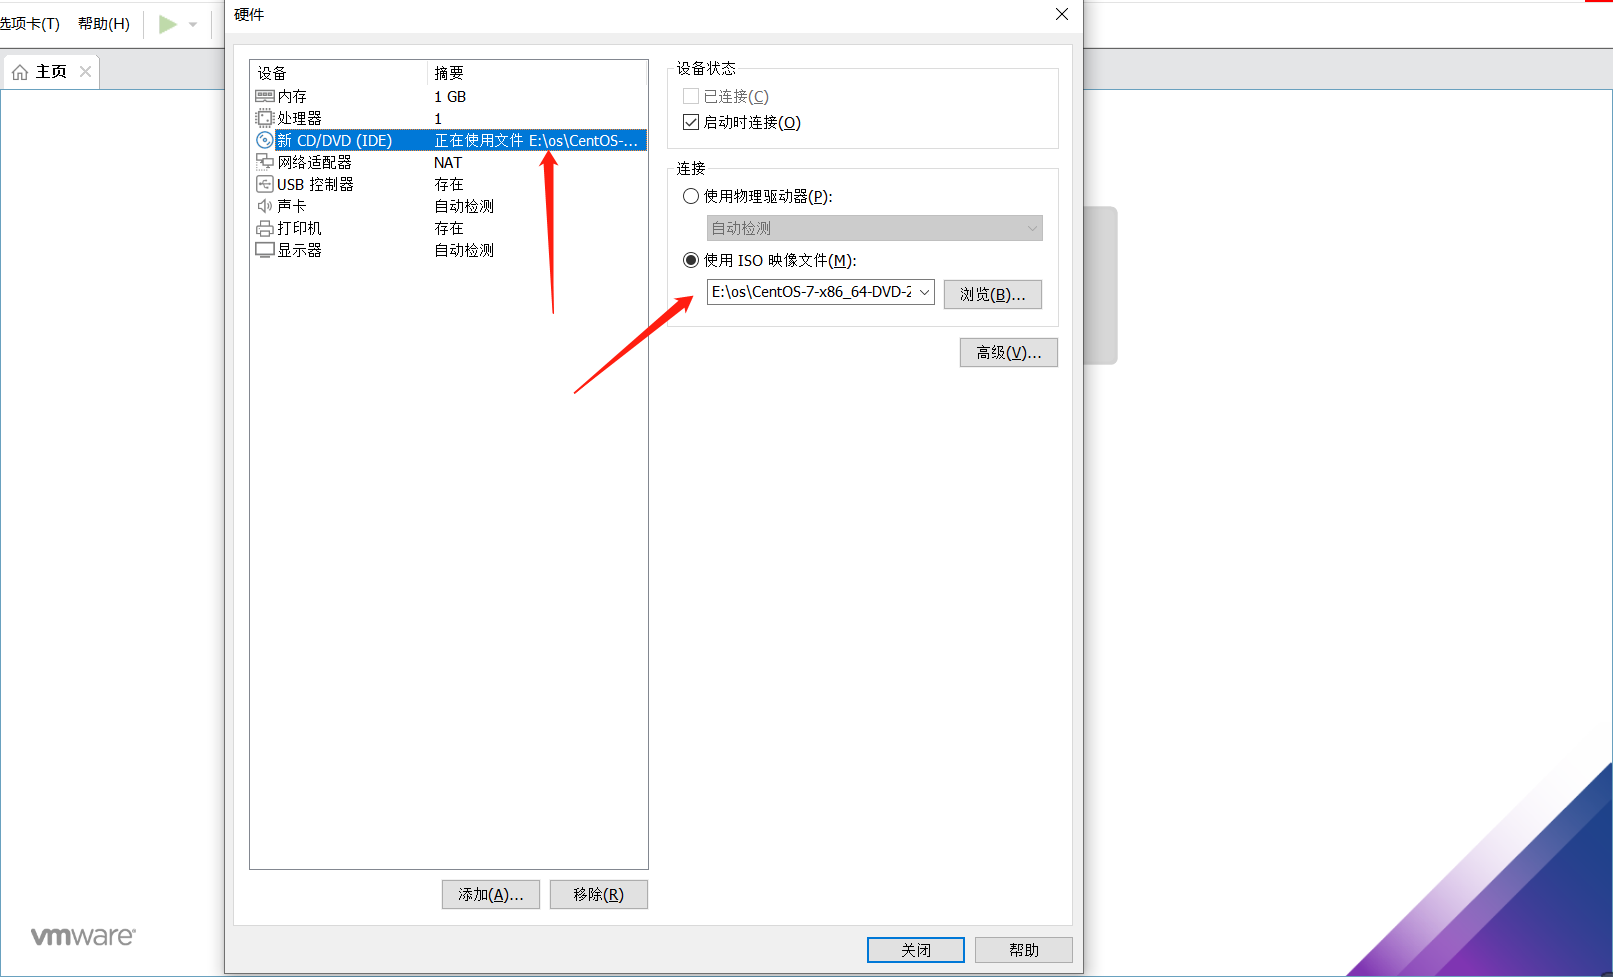 选项卡(T) 帮助(H)
主页
硬件
设备 摘要
内存 1 GB
处理器 1
新 CD/DVD (IDE) 正在使用文件 E:\os\CentOS-...
网络适配器 NAT
USB 控制器 存在
声卡 自动检测
打印机 存在
显示器 自动检测
添加(A)... 移除(R)
设备状态
已连接(C)
启动时连接(O)
连接
使用物理驱动器(P):
自动检测
使用 ISO 映像文件(M):
E:\os\CentOS-7-x86_64-DVD-2 浏览(B)...
高级(V)...
关闭 帮助
vmware